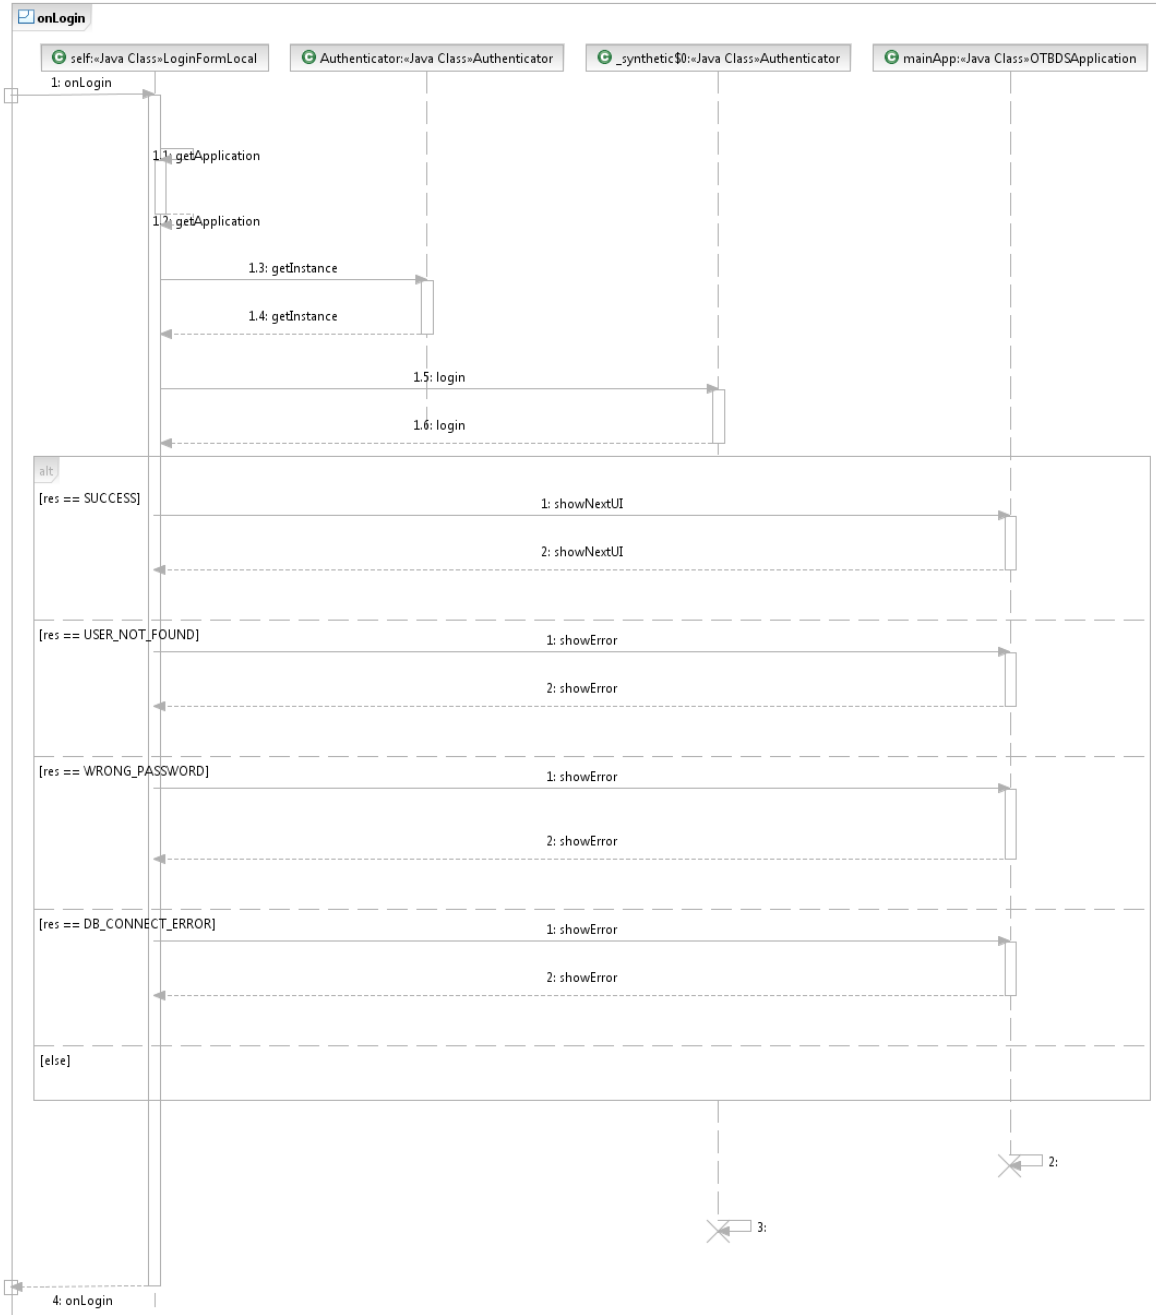 onLogin
self:«Java Class»LoginFormLocal
Authenticator:«Java Class»Authenticator
_synthetic$0:«Java Class»Authenticator
mainApp:«Java Class»OTBDSApplication
1: onLogin
1.1: getApplication
1.2: getApplication
1.3: getInstance
1.4: getInstance
1.5: login
1.6: login
alt
[res == SUCCESS]
1: showNextUI
2: showNextUI
[res == USER_NOT_FOUND]
1: showError
2: showError
[res == WRONG_PASSWORD]
1: showError
2: showError
[res == DB_CONNECT_ERROR]
1: showError
2: showError
[else]
2:
3:
4: onLogin